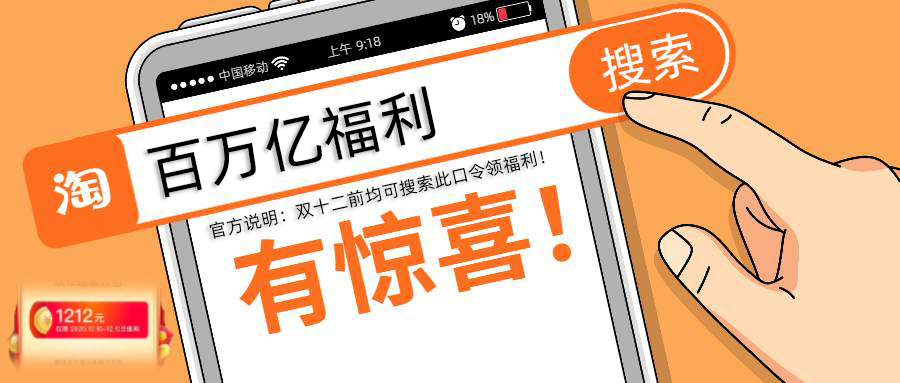 中国移动
上午 9:18
18%
淘
百万亿福利
搜索
官方说明：双十二前均可搜索此口令领福利！
有惊喜！
1212元